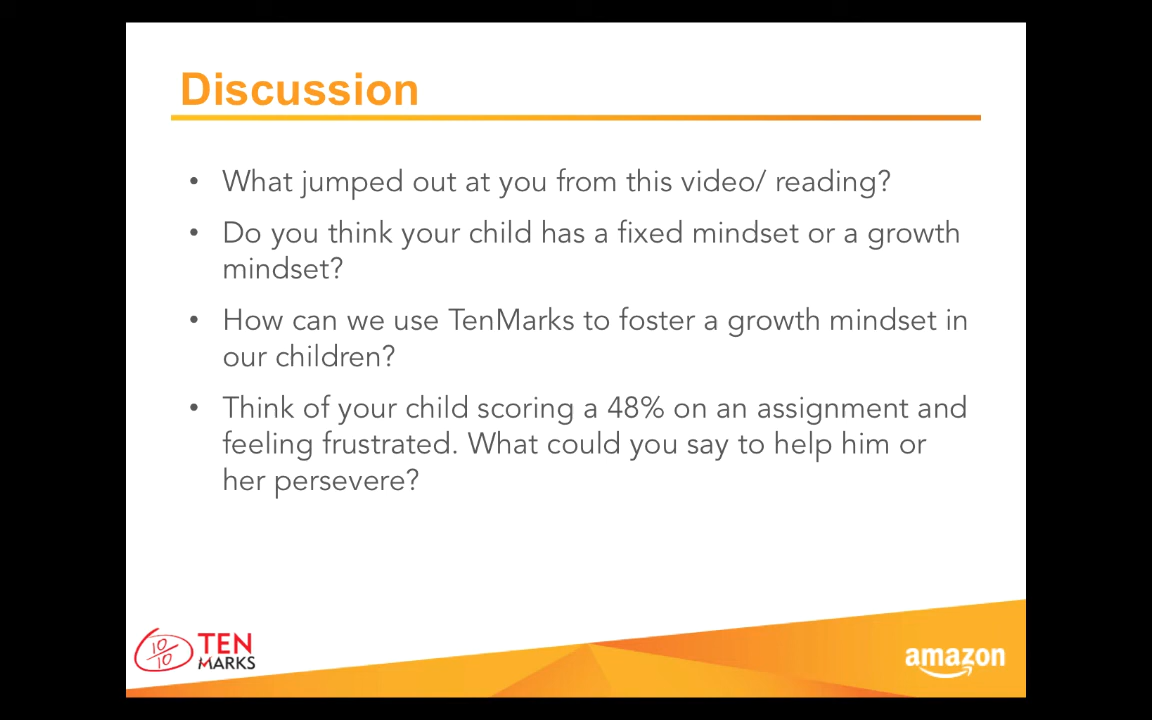 Discussion
• What jumped out at you from this video/ reading?
• Do you think your child has a fixed mindset or a growth
mindset?
• How can we use TenMarks to foster a growth mindset in
our children?
• Think of your child scoring a 48% on an assignment and
feeling frustrated. What could you say to help him or
her persevere?
10/10 TEN
MARKS
amazon